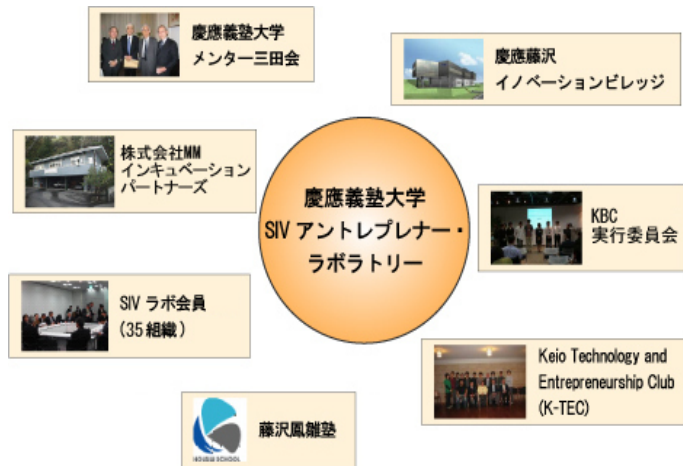 慶應義塾大学
メンター三田会
慶應藤沢
イノベーションビレッジ
株式会社MM
インキュベーション
パートナーズ
慶應義塾大学
SIV アントレプレナー・
ラボラトリー
KBC
実行委員会
SIV ラボ会員
(35 組織)
Keio Technology and
Entrepreneurship Club
(K-TEC)
藤沢鳳雛塾
HOUSUU SCHOOL